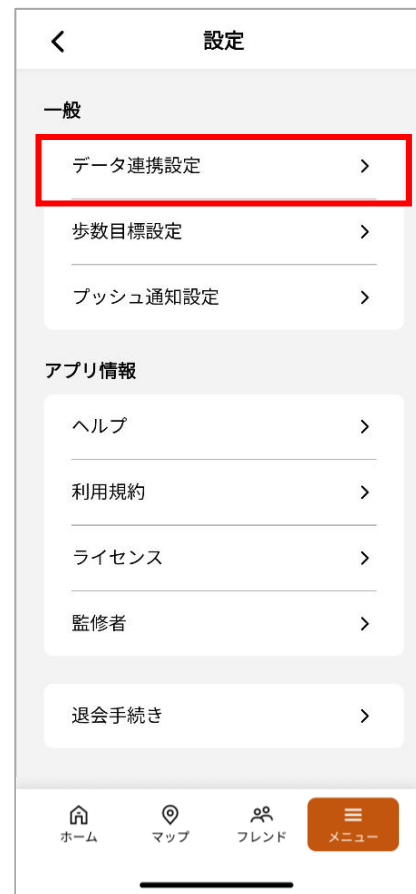 設定
一般
データ連携設定
歩数目標設定
プッシュ通知設定
アプリ情報
ヘルプ
利用規約
ライセンス
監修者
退会手続き
ホーム マップ フレンド メニュー